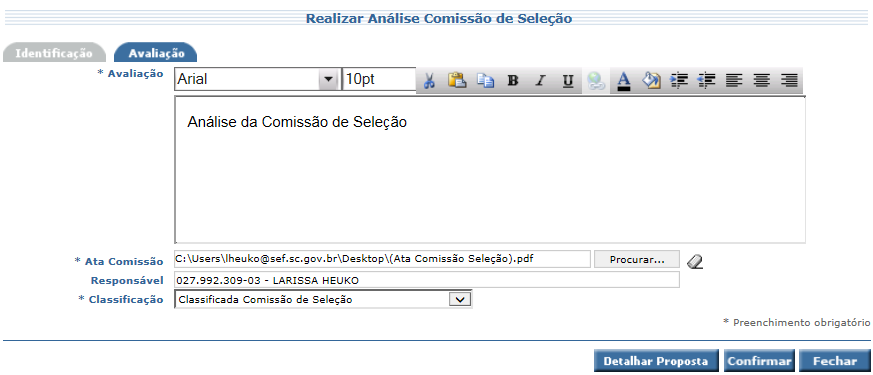 Realizar Análise Comissão de Seleção
Identificação Avaliação
* Avaliação Arial 10pt B I U A
Análise da Comissão de Seleção
* Ata Comissão C:\Users\lheuko@sef.sc.gov.br\Desktop\(Ata Comissão Seleção).pdf Procurar...
Responsável 027.992.309-03 - LARISSA HEUKO
* Classificação Classificada Comissão de Seleção
* Preenchimento obrigatório
Detalhar Proposta Confirmar Fechar